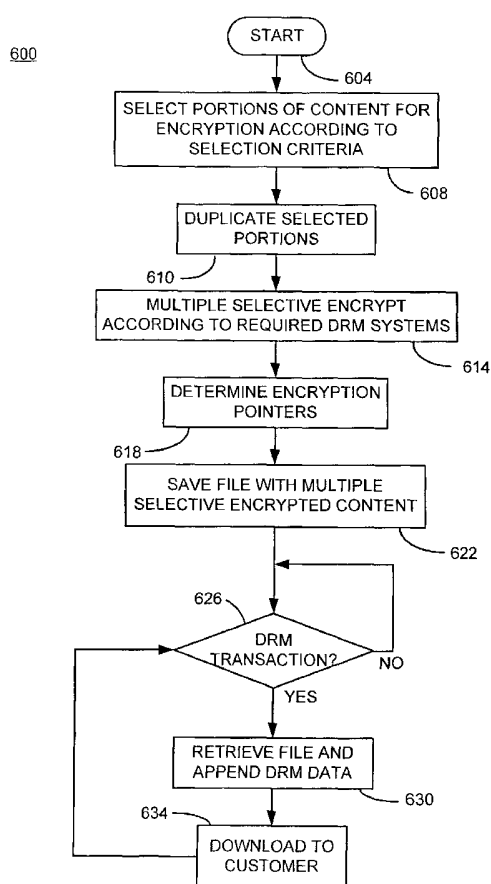 600
START
604
SELECT PORTIONS OF CONTENT FOR
ENCRYPTION ACCORDING TO
SELECTION CRITERIA
608
DUPLICATE SELECTED
PORTIONS
610
MULTIPLE SELECTIVE ENCRYPT
ACCORDING TO REQUIRED DRM SYSTEMS
614
DETERMINE ENCRYPTION
POINTERS
618
SAVE FILE WITH MULTIPLE
SELECTIVE ENCRYPTED CONTENT
622
626
DRM
TRANSACTION?
NO
YES
RETRIEVE FILE AND
APPEND DRM DATA
630
634
DOWNLOAD TO
CUSTOMER